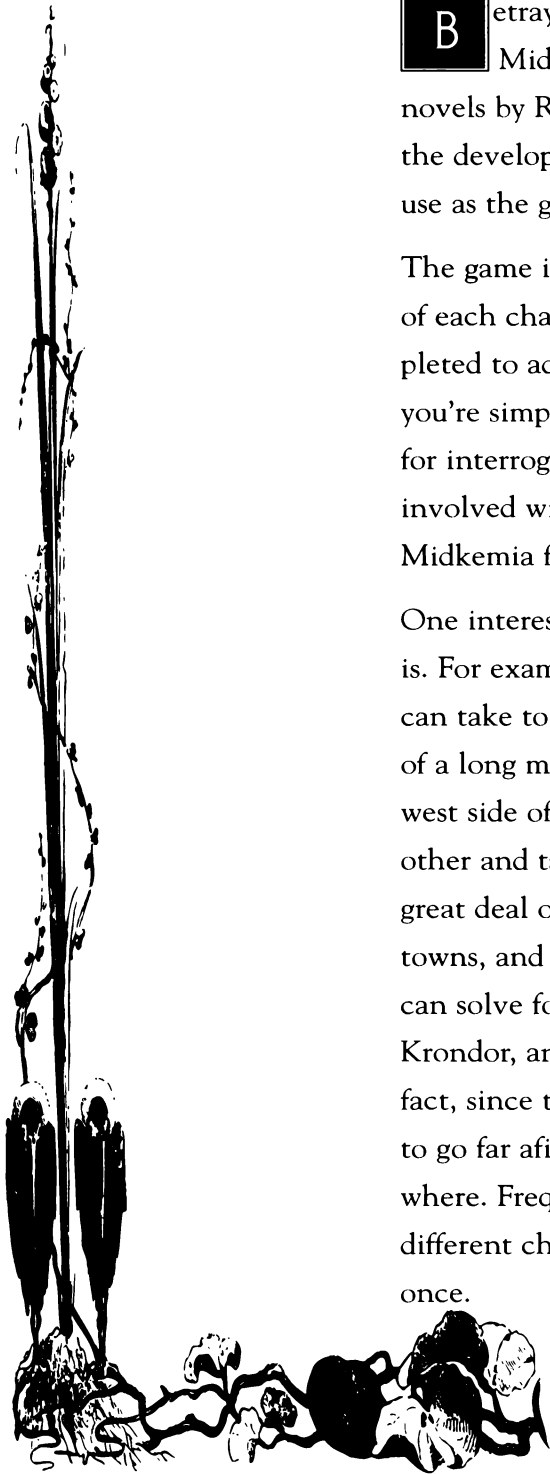 Betray
Mid
novels by R
the develop
use as the g
The game i
of each cha
pleted to ac
you're simp
for interrog
involved wi
Midkemia f
One interes
is. For exam
can take to
of a long m
west side of
other and ta
great deal o
towns, and
can solve fo
Krondor, an
fact, since t
to go far afi
where. Freq
different ch
once.